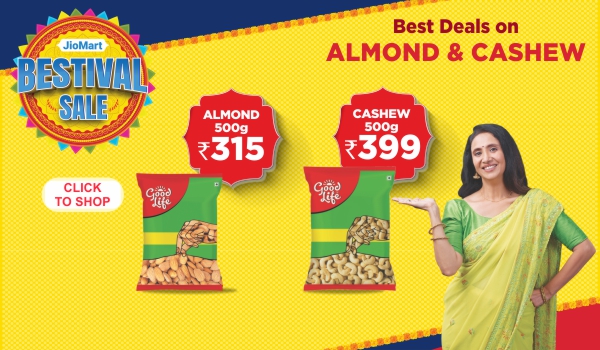 JioMart
BESTIVAL
SALE
Best Deals on
ALMOND & CASHEW
ALMOND
500g
₹315
CASHEW
500g
₹399
Good
Life
Good
Life
CLICK
TO SHOP